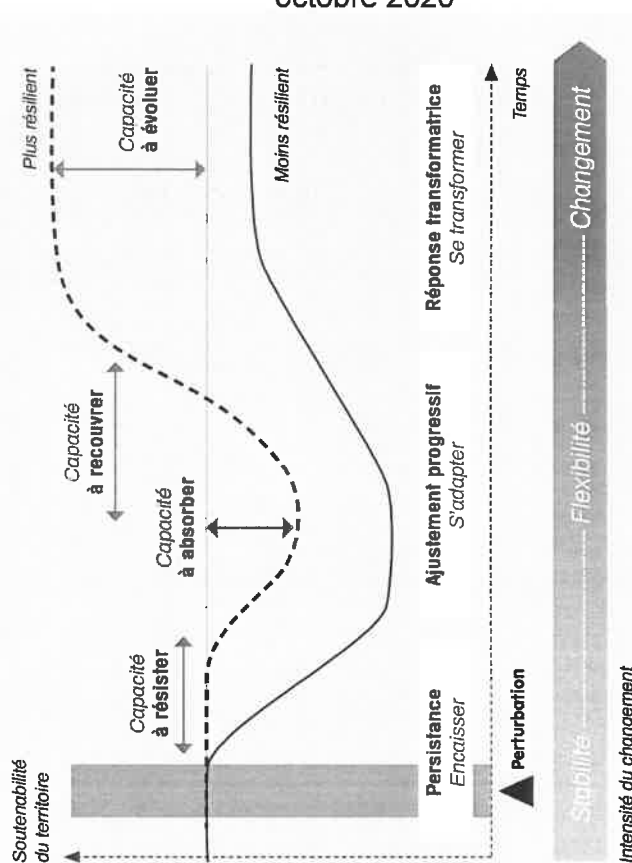 octobre 2020
Soutenabilité
du territoire
Plus résilient
Capacité
à évoluer
Capacité
à recouvrer
Capacité
à absorber
Capacité
à résister
Moins résilient
Persistance
Encaisser
Ajustement progressif
S'adapter
Réponse transformatrice
Se transformer
Perturbation
Temps
Stabilité
Flexibilité
Changement
Intensité du changement